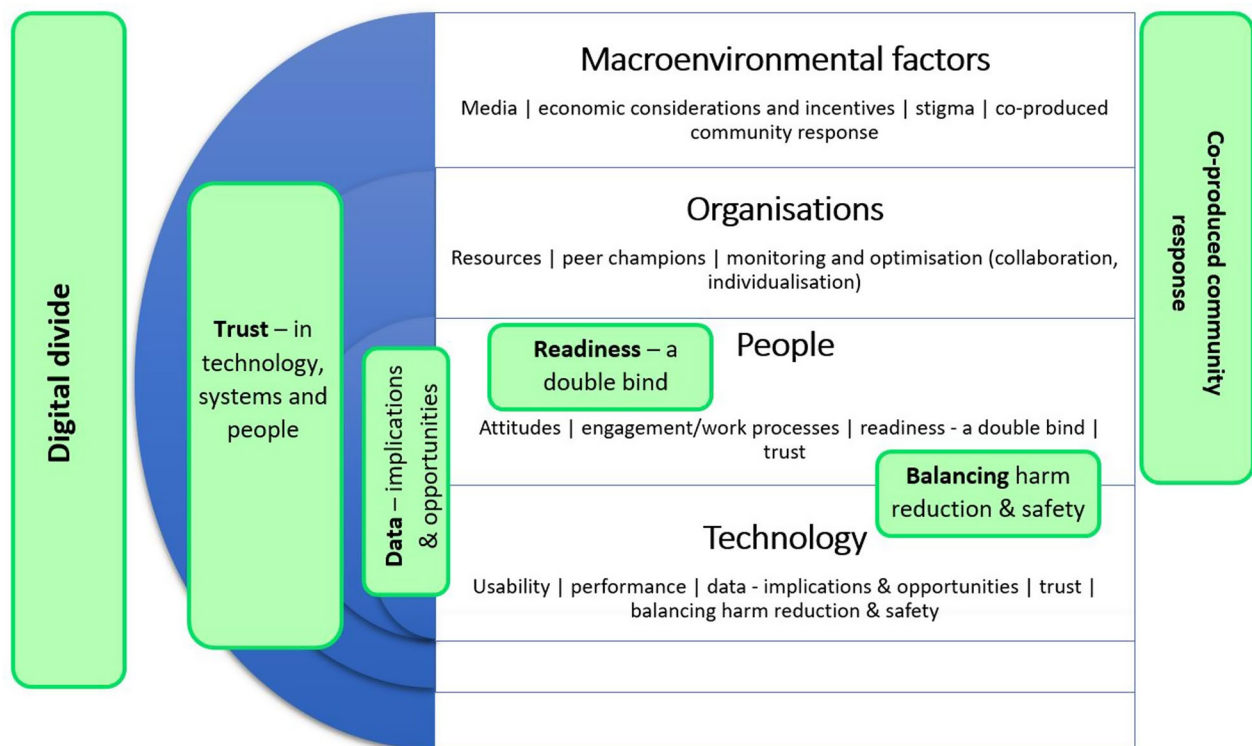 Digital divide
Trust – in
technology,
systems and
people
Data – implications
& opportunities
Macroenvironmental factors
Media | economic considerations and incentives | stigma | co-produced
community response
Organisations
Resources | peer champions | monitoring and optimisation (collaboration,
individualisation)
Readiness – a
double bind
People
Attitudes | engagement/work processes | readiness - a double bind |
trust
Balancing harm
reduction & safety
Technology
Usability | performance | data - implications & opportunities | trust |
balancing harm reduction & safety
Co-produced community
response